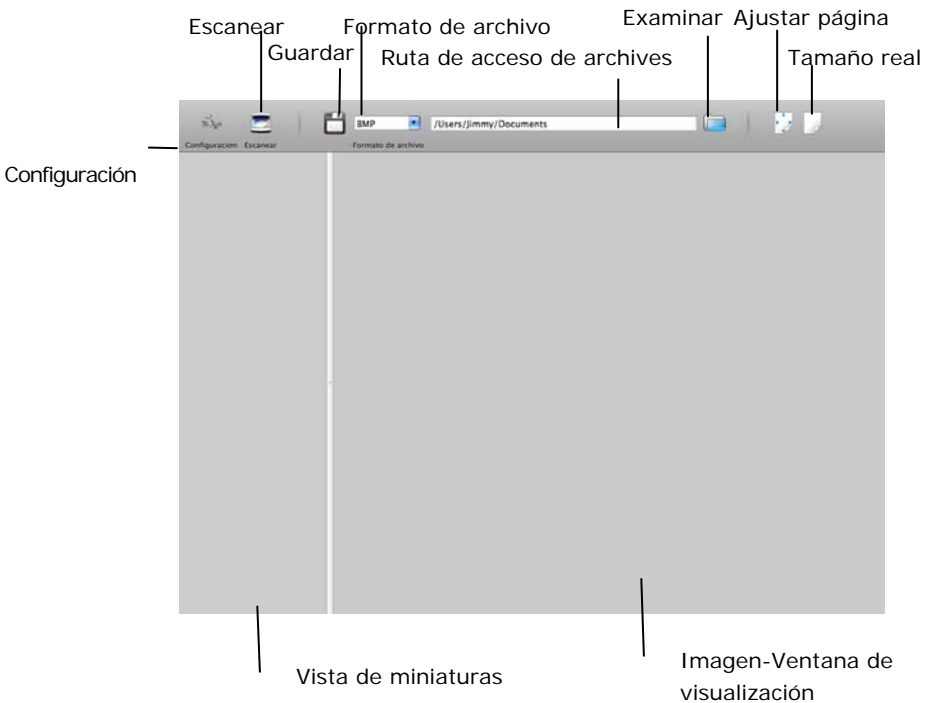 Escanear Formato de archivo Examinar Ajustar página
Guardar Ruta de acceso de archives Tamaño real
BMP /Users/Jimmy/Documents
Configuracion Escanear Formato de archivo
Configuración
Vista de miniaturas
Imagen-Ventana de
visualización